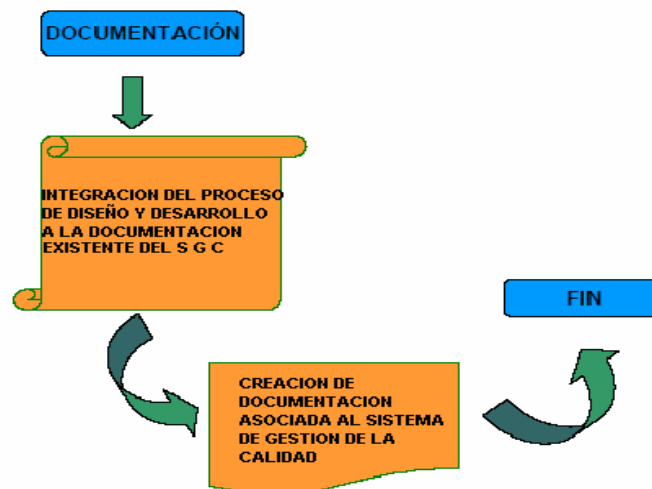 DOCUMENTACIÓN
INTEGRACION DEL PROCESO
DE DISEÑO Y DESARROLLO
A LA DOCUMENTACION
EXISTENTE DEL S G C
FIN
CREACION DE
DOCUMENTACION
ASOCIADA AL SISTEMA
DE GESTION DE LA
CALIDAD